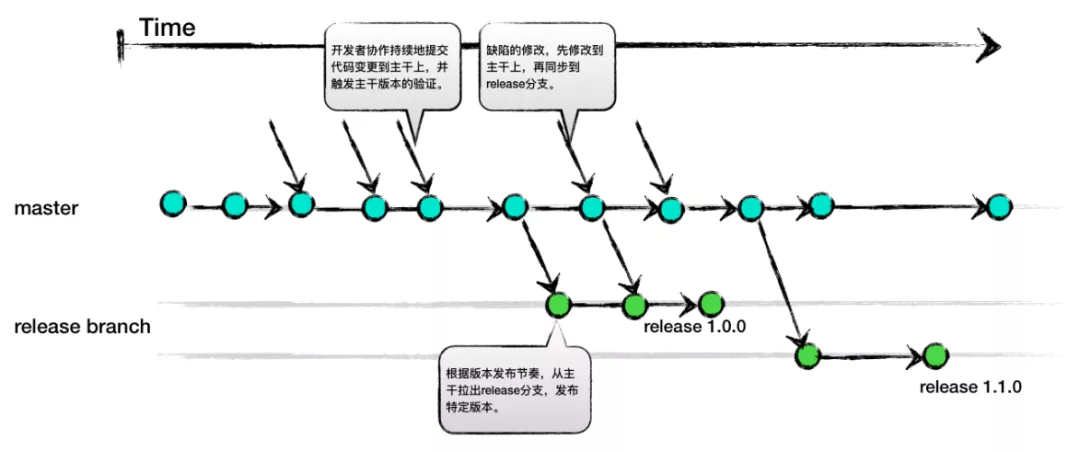 Time
开发者协作持续地提交
代码变更到主干上，并
触发主干版本的验证。
缺陷的修改，先修改到
主干上，再同步到
release分支。
master
release branch
release 1.0.0
根据版本发布节奏，从主
干拉出release分支，发布
特定版本。
release 1.1.0